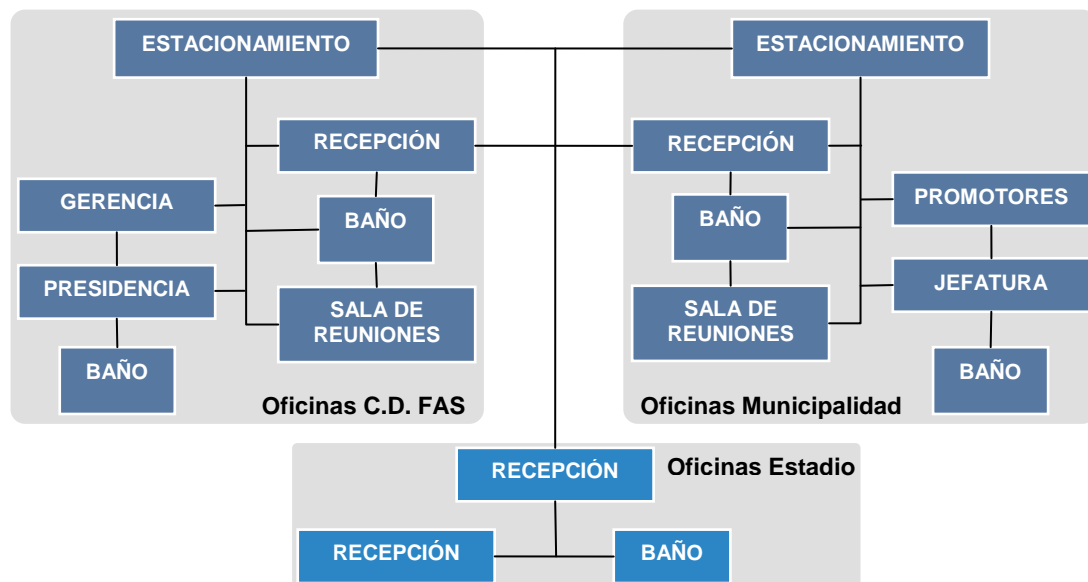 ESTACIONAMIENTO
RECEPCIÓN
GERENCIA
BAÑO
PRESIDENCIA
SALA DE
REUNIONES
BAÑO
Oficinas C.D. FAS
ESTACIONAMIENTO
RECEPCIÓN
PROMOTORES
BAÑO
JEFATURA
SALA DE
REUNIONES
BAÑO
Oficinas Municipalidad
Oficinas Estadio
RECEPCIÓN
RECEPCIÓN
BAÑO